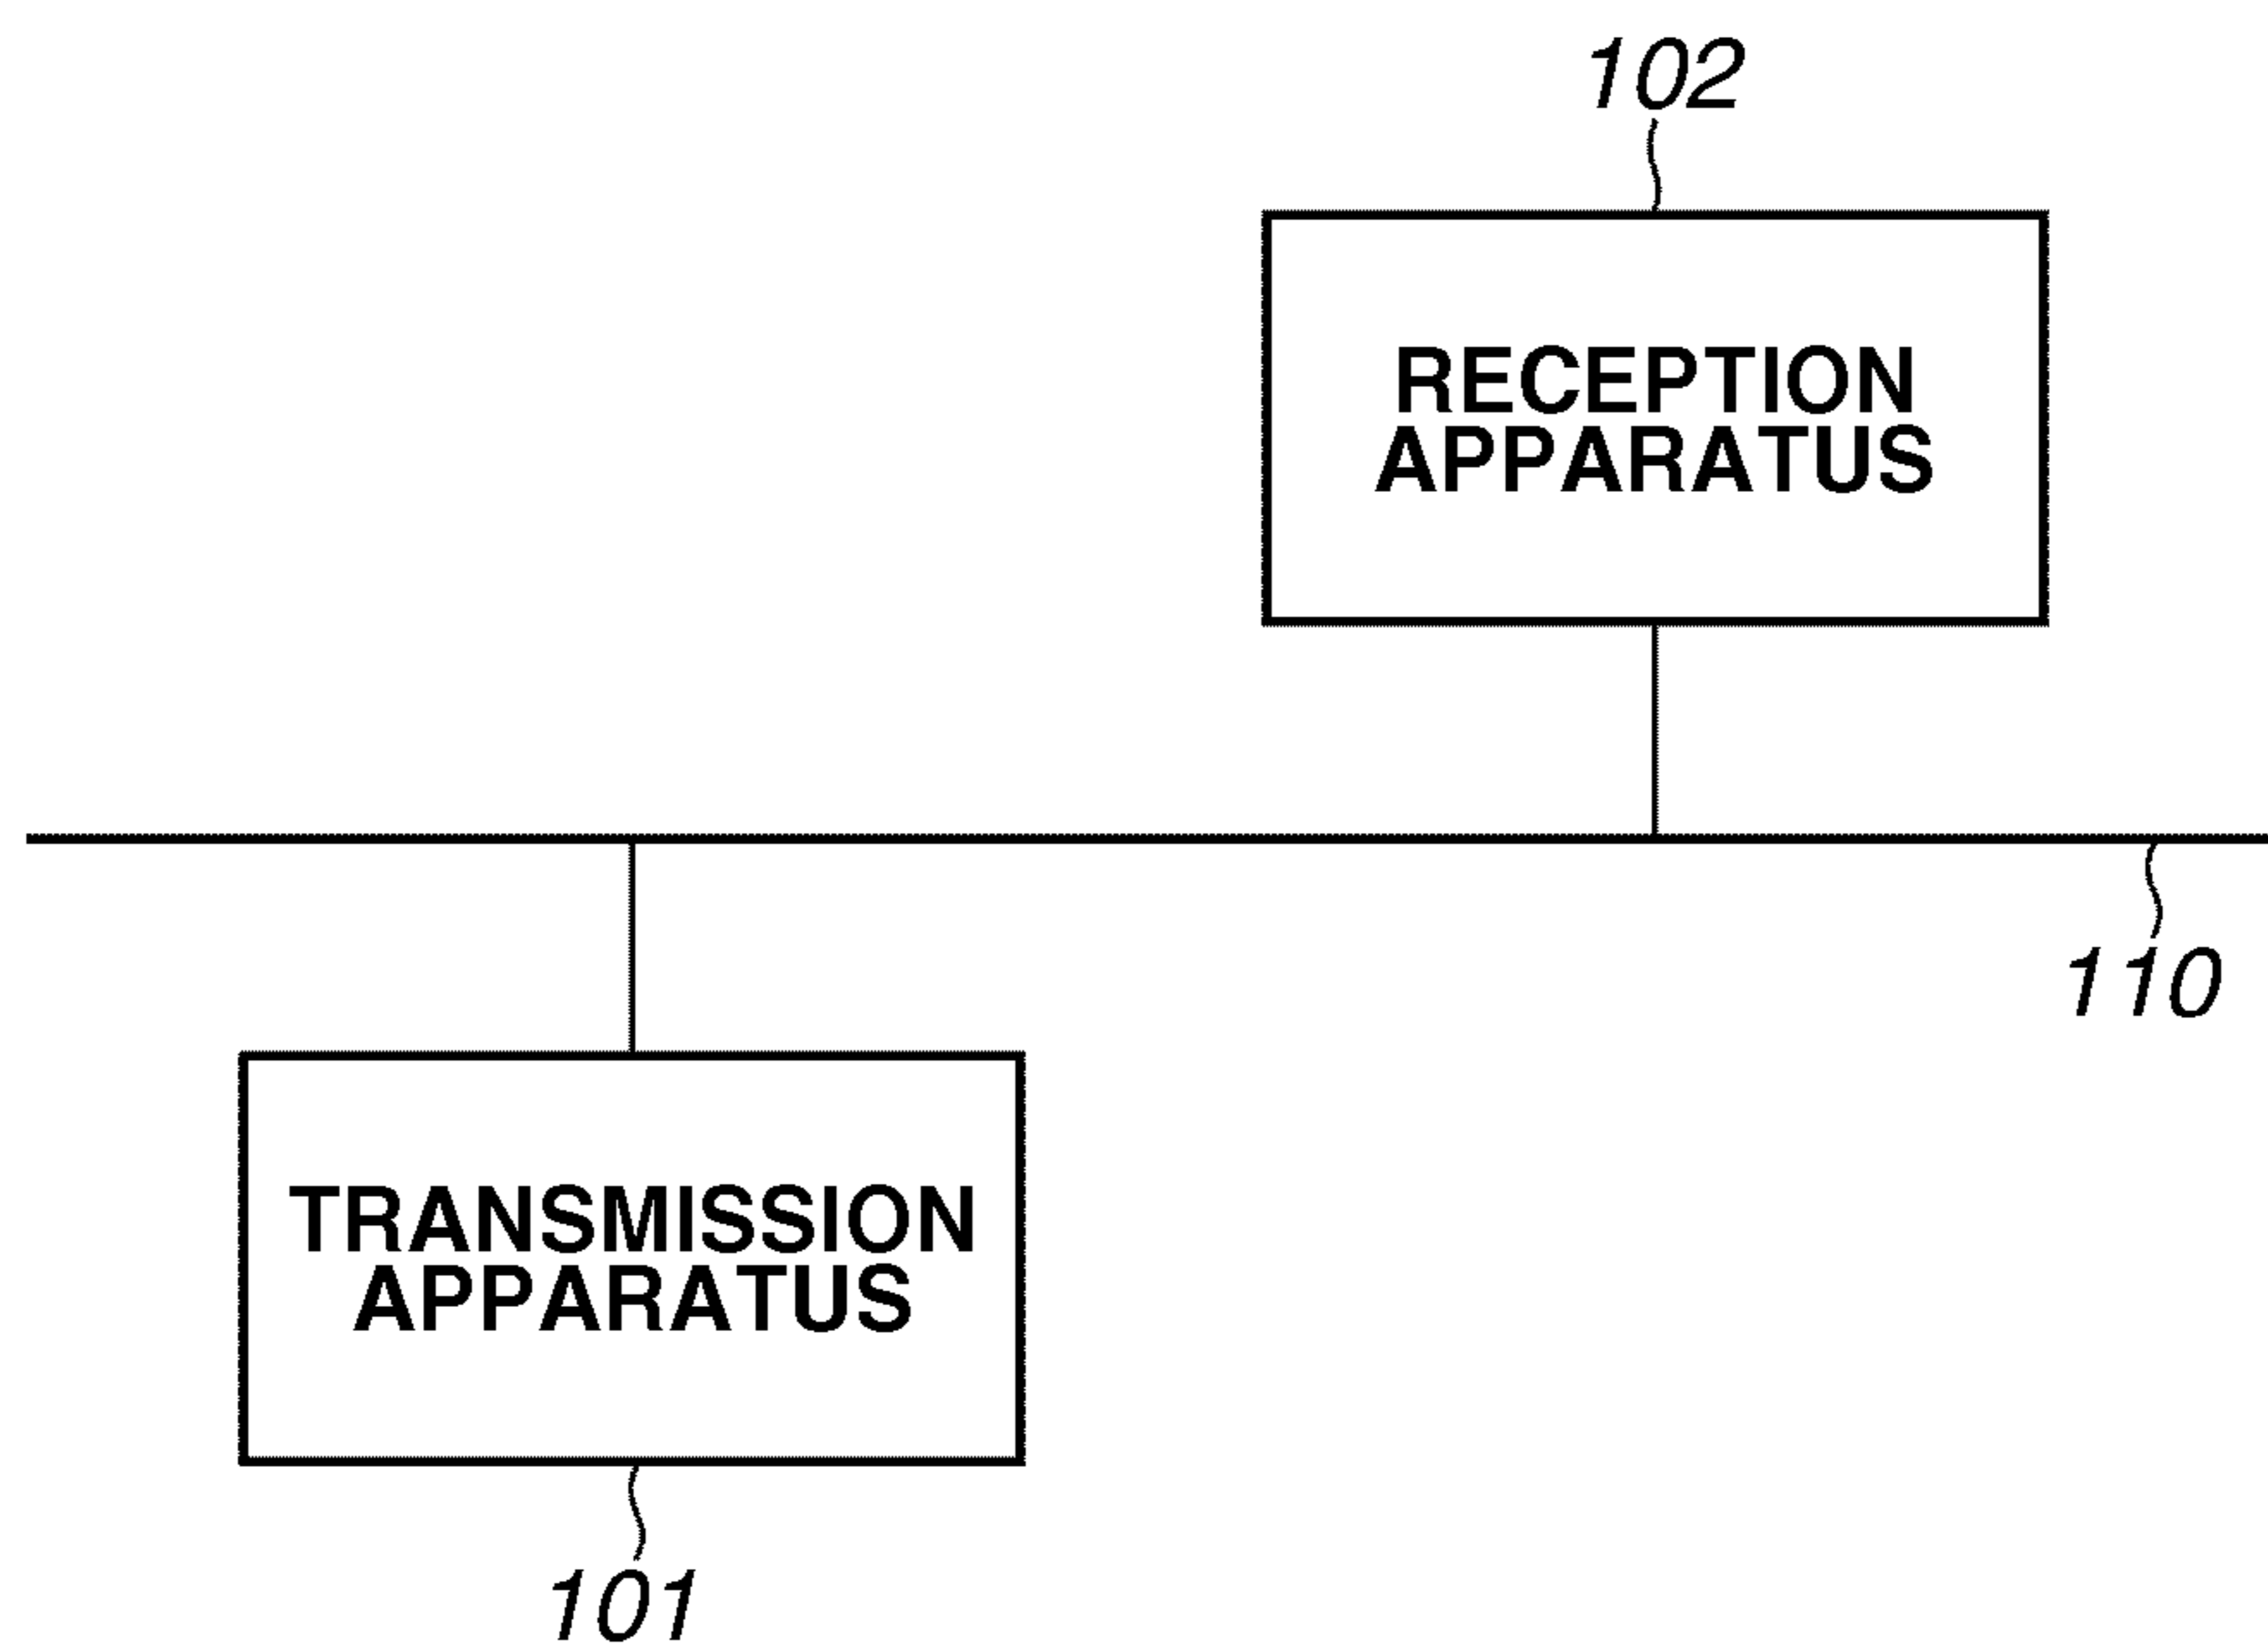 102
RECEPTION
APPARATUS
110
TRANSMISSION
APPARATUS
101